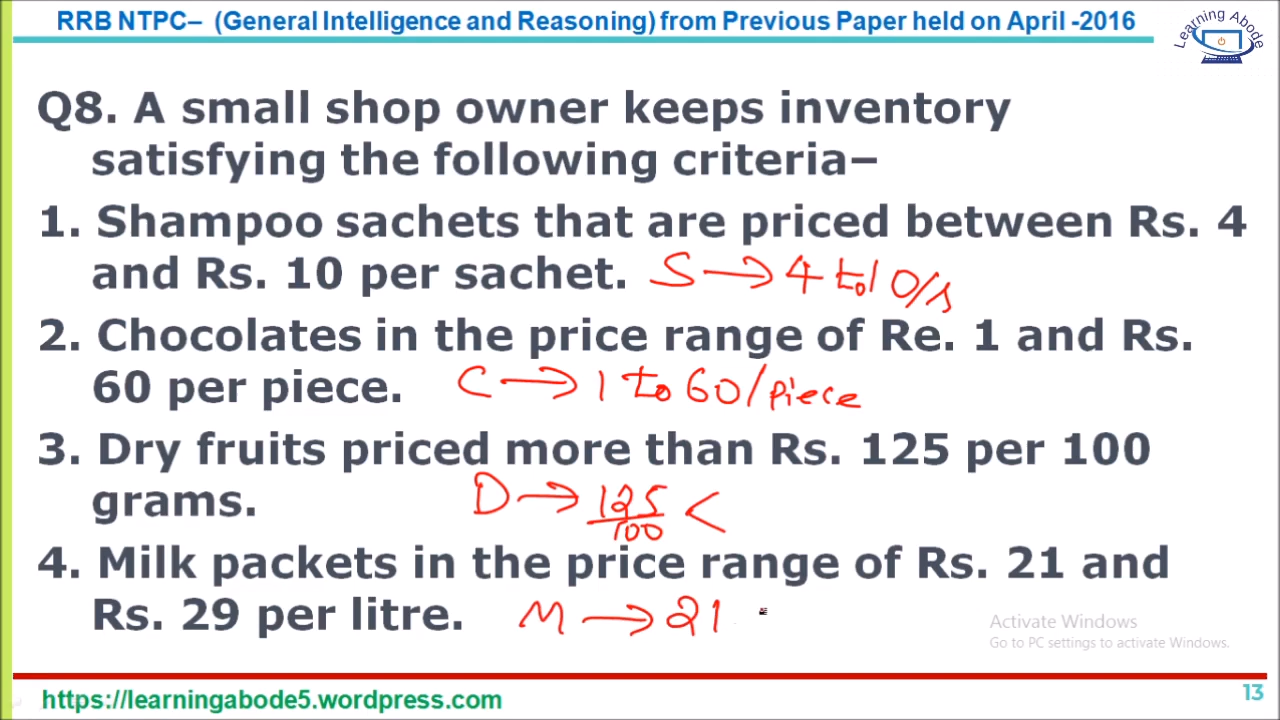 RRB NTPC– (General Intelligence and Reasoning) from Previous Paper held on April -2016
Learning Abode
Q8. A small shop owner keeps inventory
satisfying the following criteria–
1. Shampoo sachets that are priced between Rs. 4
and Rs. 10 per sachet. S → 4 to 10/s
2. Chocolates in the price range of Re. 1 and Rs.
60 per piece. C → 1 to 60/piece
3. Dry fruits priced more than Rs. 125 per 100
grams. D → 125/100 <
4. Milk packets in the price range of Rs. 21 and
Rs. 29 per litre. M → 21
Activate Windows
Go to PC settings to activate Windows.
https://learningabode5.wordpress.com
13